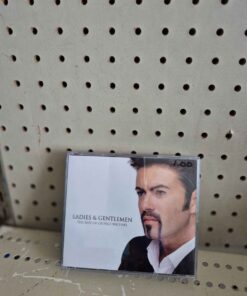 LADIES & GENTLEMEN
THE BEST OF GEORGE MICHAEL